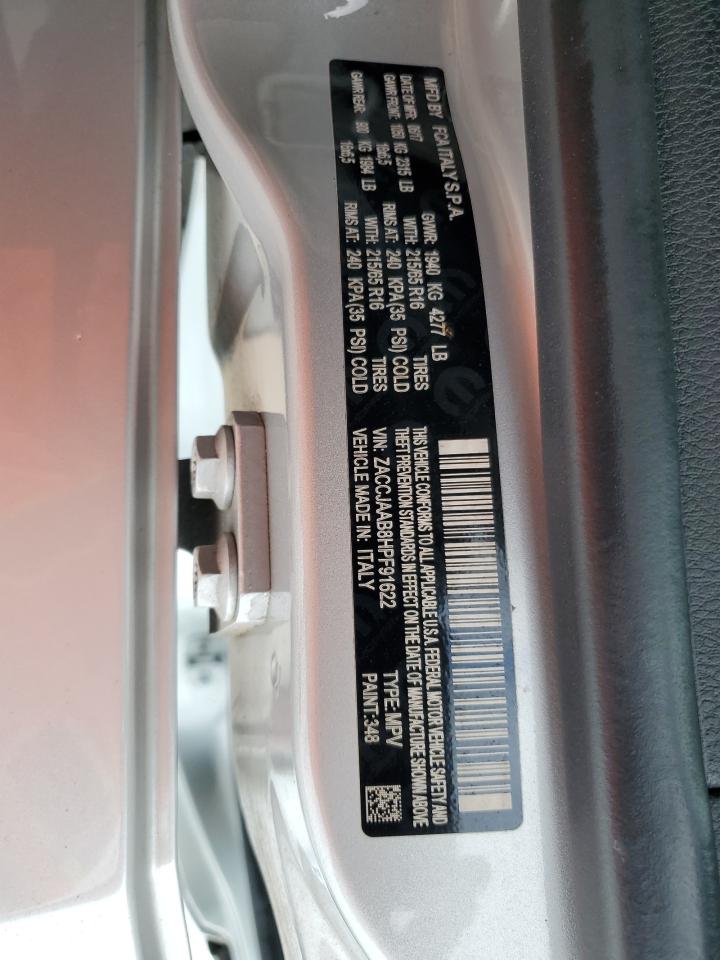 MFD BY FCA ITALY S.P.A.
DATE OF MFR: 05/17 GVWR: 1940 KG 4277 LB
GAWR FRONT: 1050 KG 2315 LB WITH: 215/65 R16 TIRES
16x6.5 RIMS AT: 240 KPA (35 PSI) COLD
GAWR REAR: 900 KG 1984 LB WITH: 215/65 R16 TIRES
16x6.5 RIMS AT: 240 KPA (35 PSI) COLD
THIS VEHICLE CONFORMS TO ALL APPLICABLE U.S.A. FEDERAL MOTOR VEHICLE SAFETY AND
THEFT PREVENTION STANDARDS IN EFFECT ON THE DATE OF MANUFACTURE SHOWN ABOVE
VIN: ZACCJAAB8HPF91622 TYPE: MPV
VEHICLE MADE IN: ITALY PAINT:348